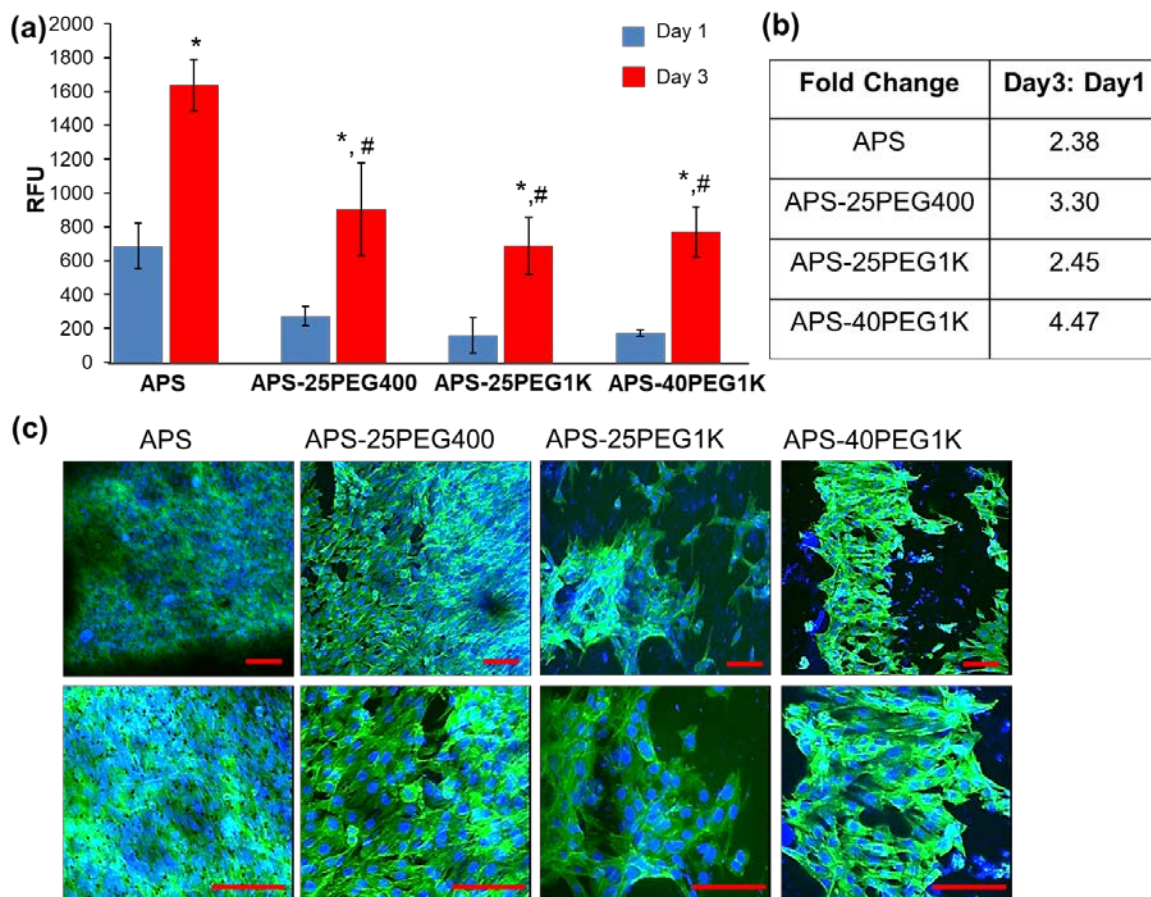 (a)
2000
1800
1600
1400
1200
1000
800
600
400
200
0
RFU
*
*, #
*,#
*,#
Day 1
Day 3
APS
APS-25PEG400
APS-25PEG1K
APS-40PEG1K
(b)
Fold Change Day3: Day1
APS 2.38
APS-25PEG400 3.30
APS-25PEG1K 2.45
APS-40PEG1K 4.47
(c)
APS APS-25PEG400 APS-25PEG1K APS-40PEG1K